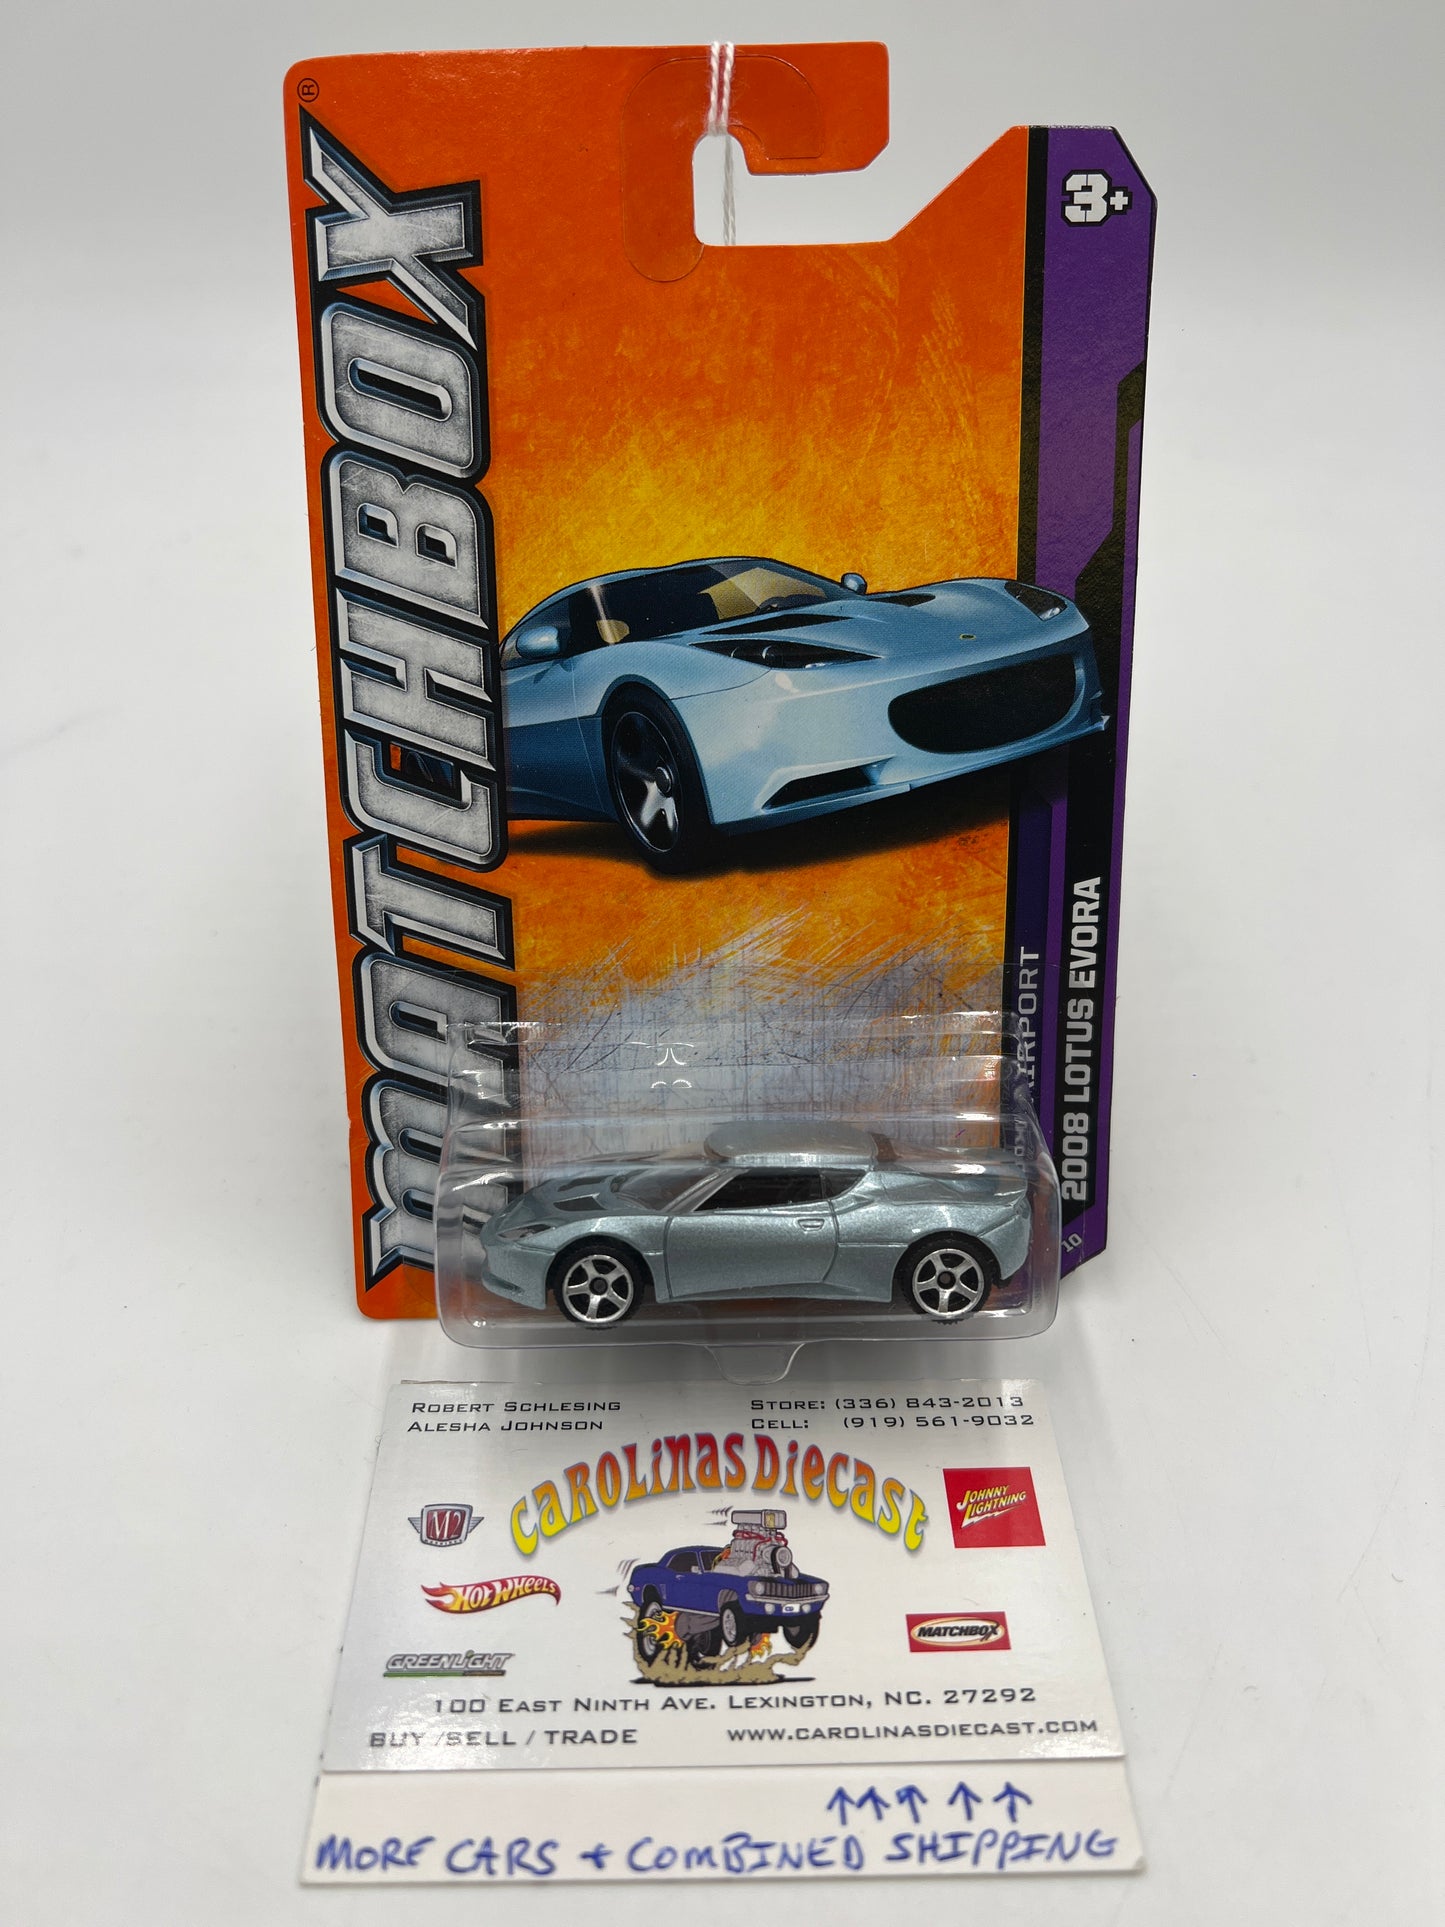 ®
MATCHBOX
3+
AIRPORT
2008 LOTUS EVORA
10
ROBERT SCHLESING
ALESHA JOHNSON
STORE: (336) 843-2013
CELL: (919) 561-9032
CAROLINAS DIECAST
M2
JOHNNY LIGHTNING
HOT WHEELS
MATCHBOX
GREENLIGHT
100 EAST NINTH AVE. LEXINGTON, NC. 27292
BUY /SELL / TRADE
WWW.CAROLINASDIECAST.COM
↑↑↑ ↑ ↑
MORE CARS + COMBINED SHIPPING